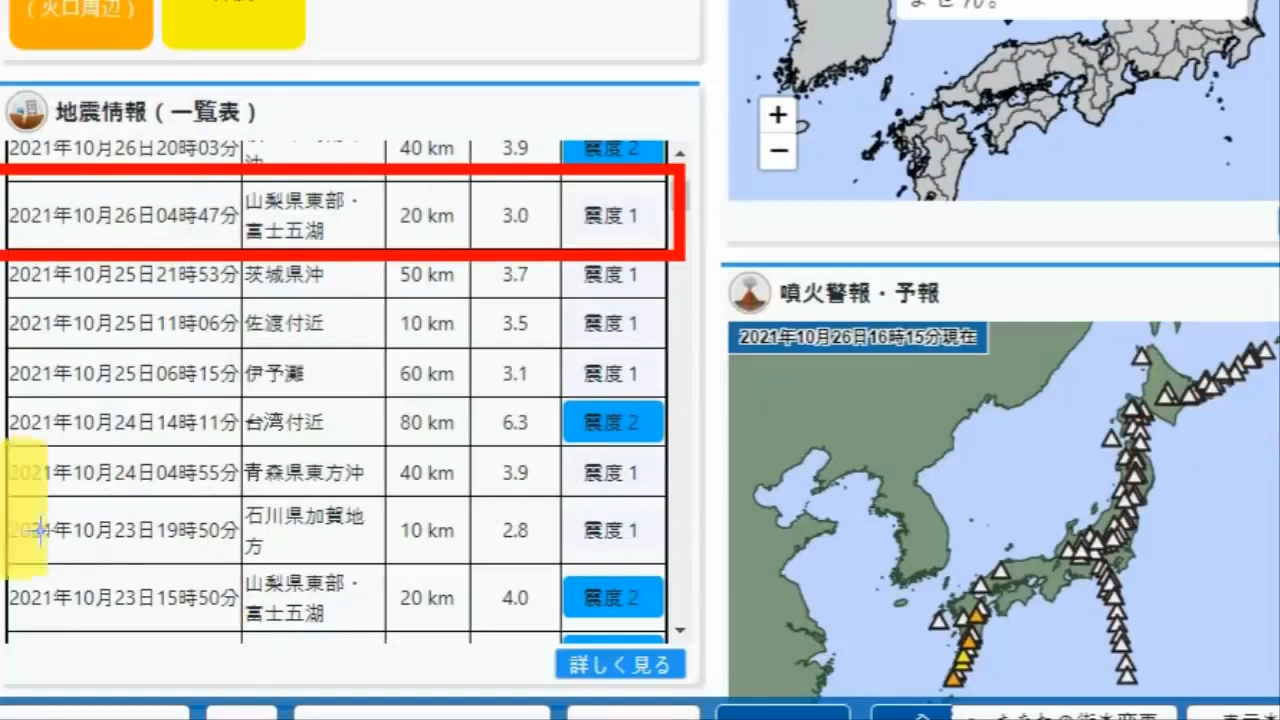 （火口周辺）
ません。
地震情報（一覧表）
2021年10月26日20時03分 沖 40 km 3.9 震度 2
2021年10月26日04時47分 山梨県東部・
富士五湖 20 km 3.0 震度 1
2021年10月25日21時53分 茨城県沖 50 km 3.7 震度 1
2021年10月25日11時06分 佐渡付近 10 km 3.5 震度 1
2021年10月25日06時15分 伊予灘 60 km 3.1 震度 1
2021年10月24日14時11分 台湾付近 80 km 6.3 震度 2
2021年10月24日04時55分 青森県東方沖 40 km 3.9 震度 1
2021年10月23日19時50分 石川県加賀地
方 10 km 2.8 震度 1
2021年10月23日15時50分 山梨県東部・
富士五湖 20 km 4.0 震度 2
詳しく見る
+
−
噴火警報・予報
2021年10月26日16時15分現在